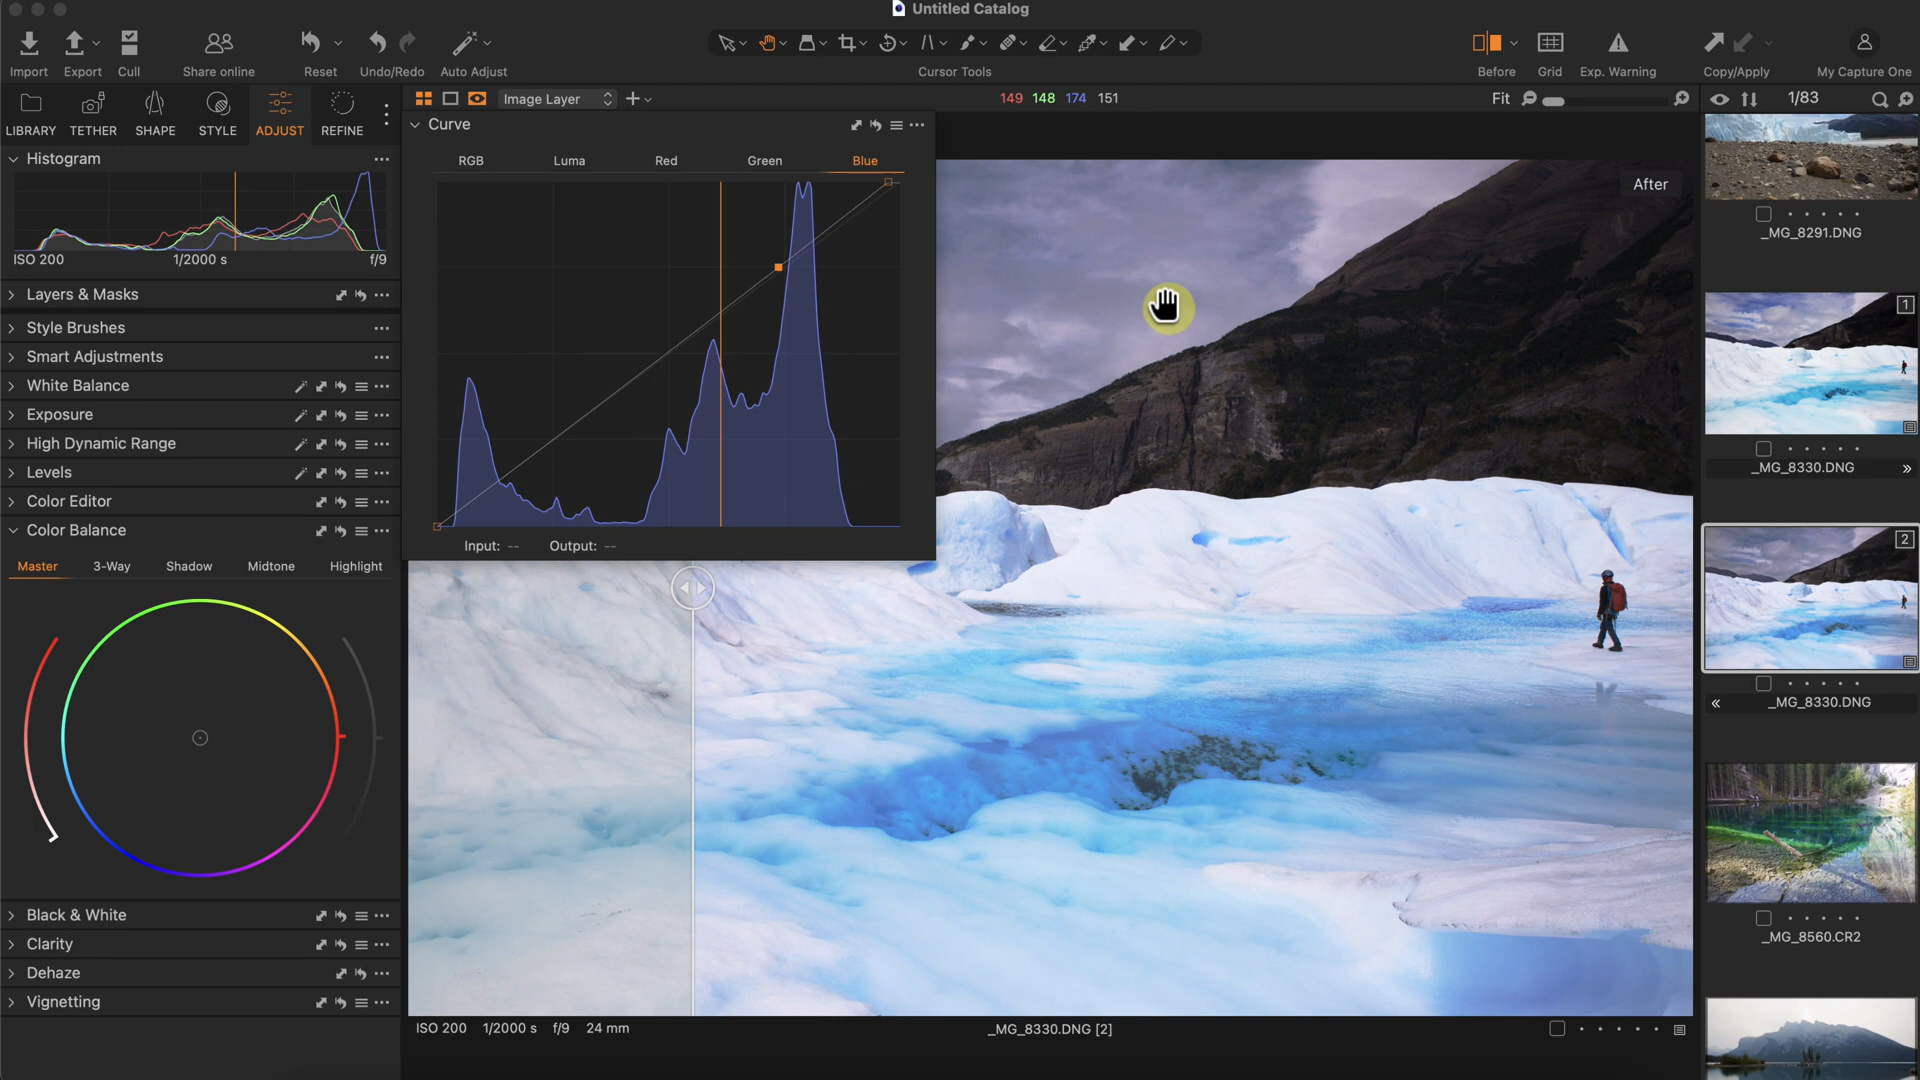 Untitled Catalog
Import
Export
Cull
Share online
Reset
Undo/Redo
Auto Adjust
Cursor Tools
Before
Grid
Exp. Warning
Copy/Apply
My Capture One
LIBRARY
TETHER
SHAPE
STYLE
ADJUST
REFINE
Image Layer
149 148 174 151
Fit
1/83
Histogram
ISO 200
1/2000 s
f/9
Layers & Masks
Style Brushes
Smart Adjustments
White Balance
Exposure
High Dynamic Range
Levels
Color Editor
Color Balance
Master
3-Way
Shadow
Midtone
Highlight
Black & White
Clarity
Dehaze
Vignetting
Curve
RGB
Luma
Red
Green
Blue
Input: --
Output: --
After
ISO 200 1/2000 s f/9 24 mm
_MG_8330.DNG [2]
_MG_8291.DNG
1
_MG_8330.DNG
2
_MG_8330.DNG
_MG_8560.CR2